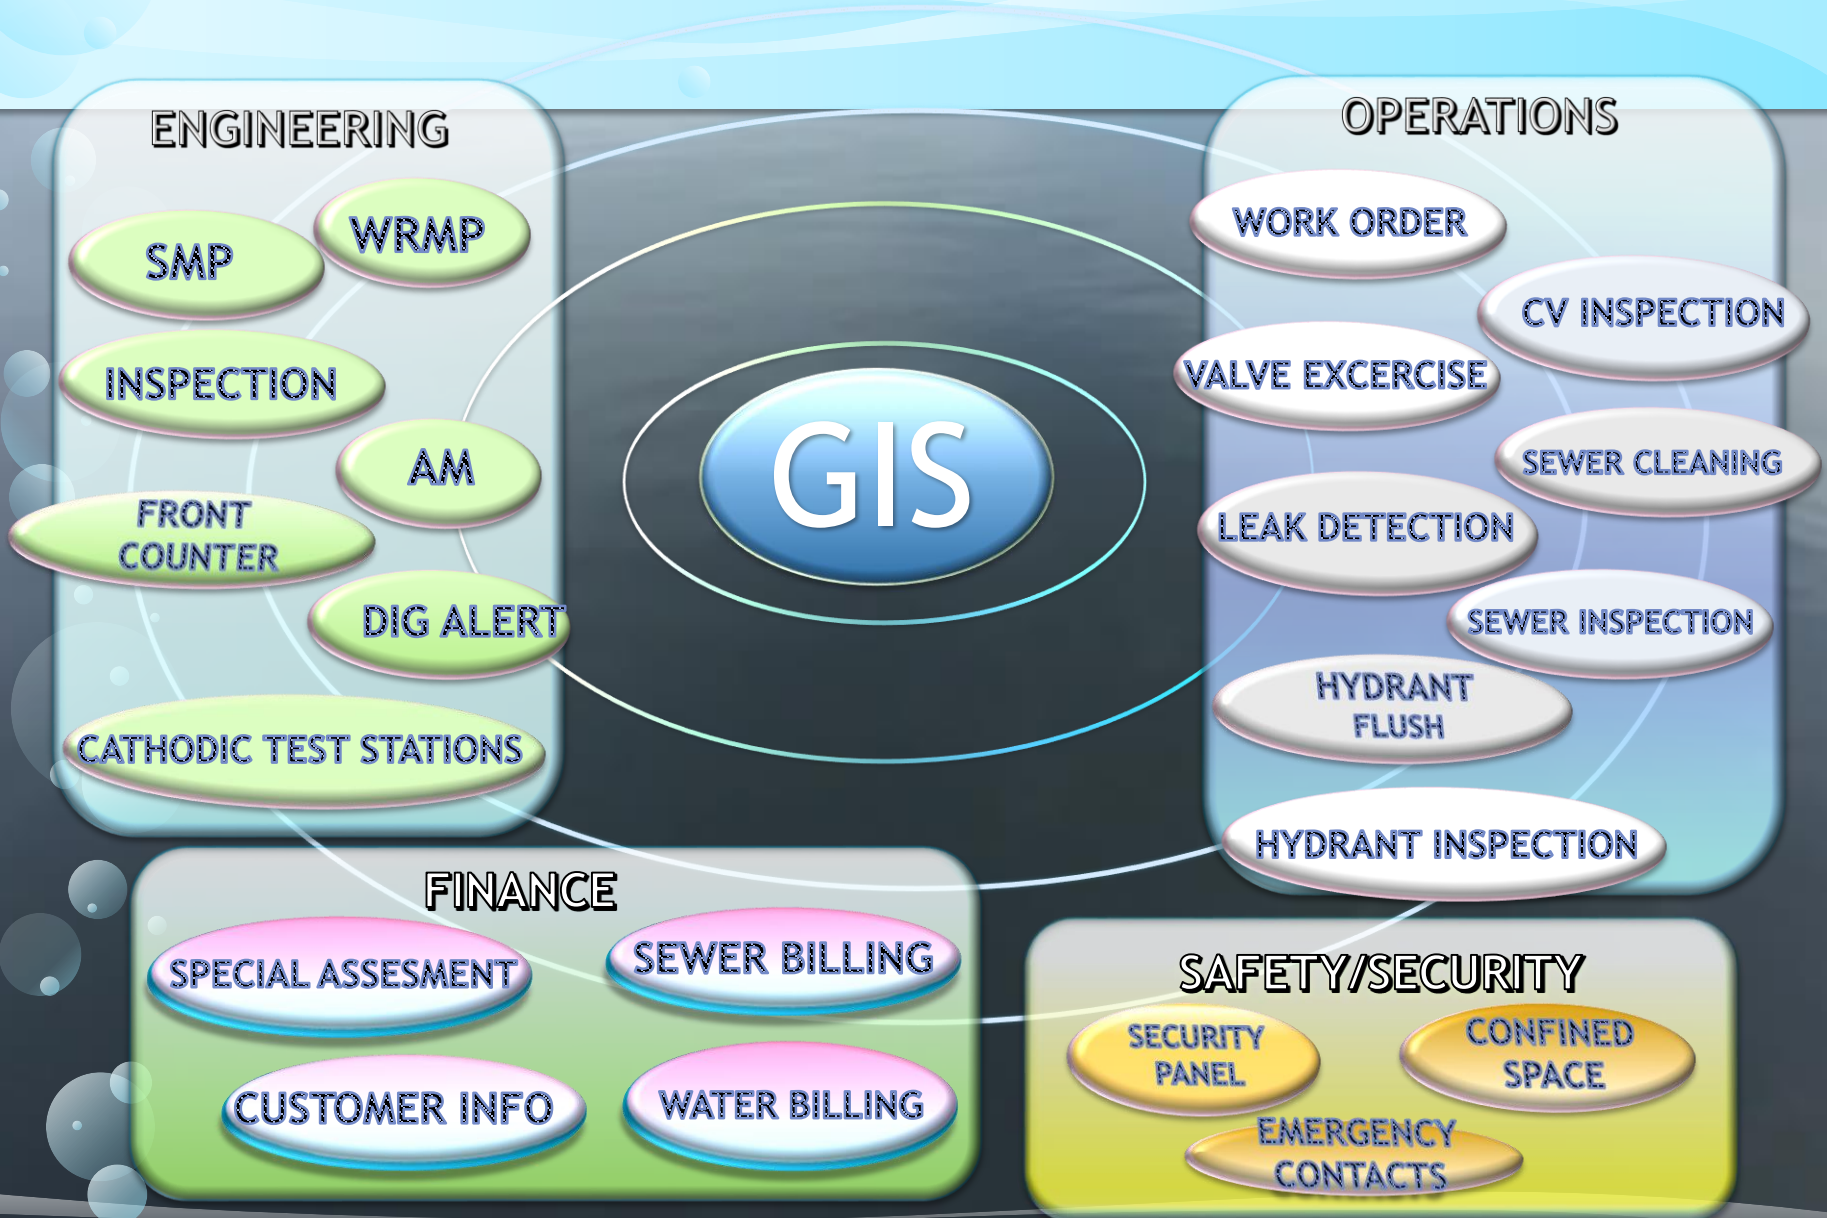 ENGINEERING
SMP
WRMP
INSPECTION
AM
FRONT
COUNTER
DIG ALERT
CATHODIC TEST STATIONS
GIS
OPERATIONS
WORK ORDER
CV INSPECTION
VALVE EXCERCISE
SEWER CLEANING
LEAK DETECTION
SEWER INSPECTION
HYDRANT
FLUSH
HYDRANT INSPECTION
FINANCE
SPECIAL ASSESMENT
SEWER BILLING
CUSTOMER INFO
WATER BILLING
SAFETY/SECURITY
SECURITY
PANEL
CONFINED
SPACE
EMERGENCY
CONTACTS